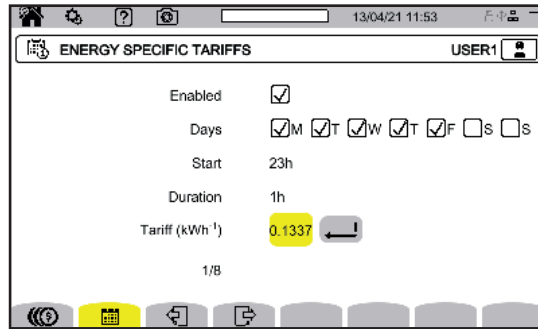 13/04/21 11:53
ENERGY SPECIFIC TARIFFS USER1
Enabled
Days M T W T F S S
Start 23h
Duration 1h
Tariff (kWh⁻¹) 0.1337
1/8